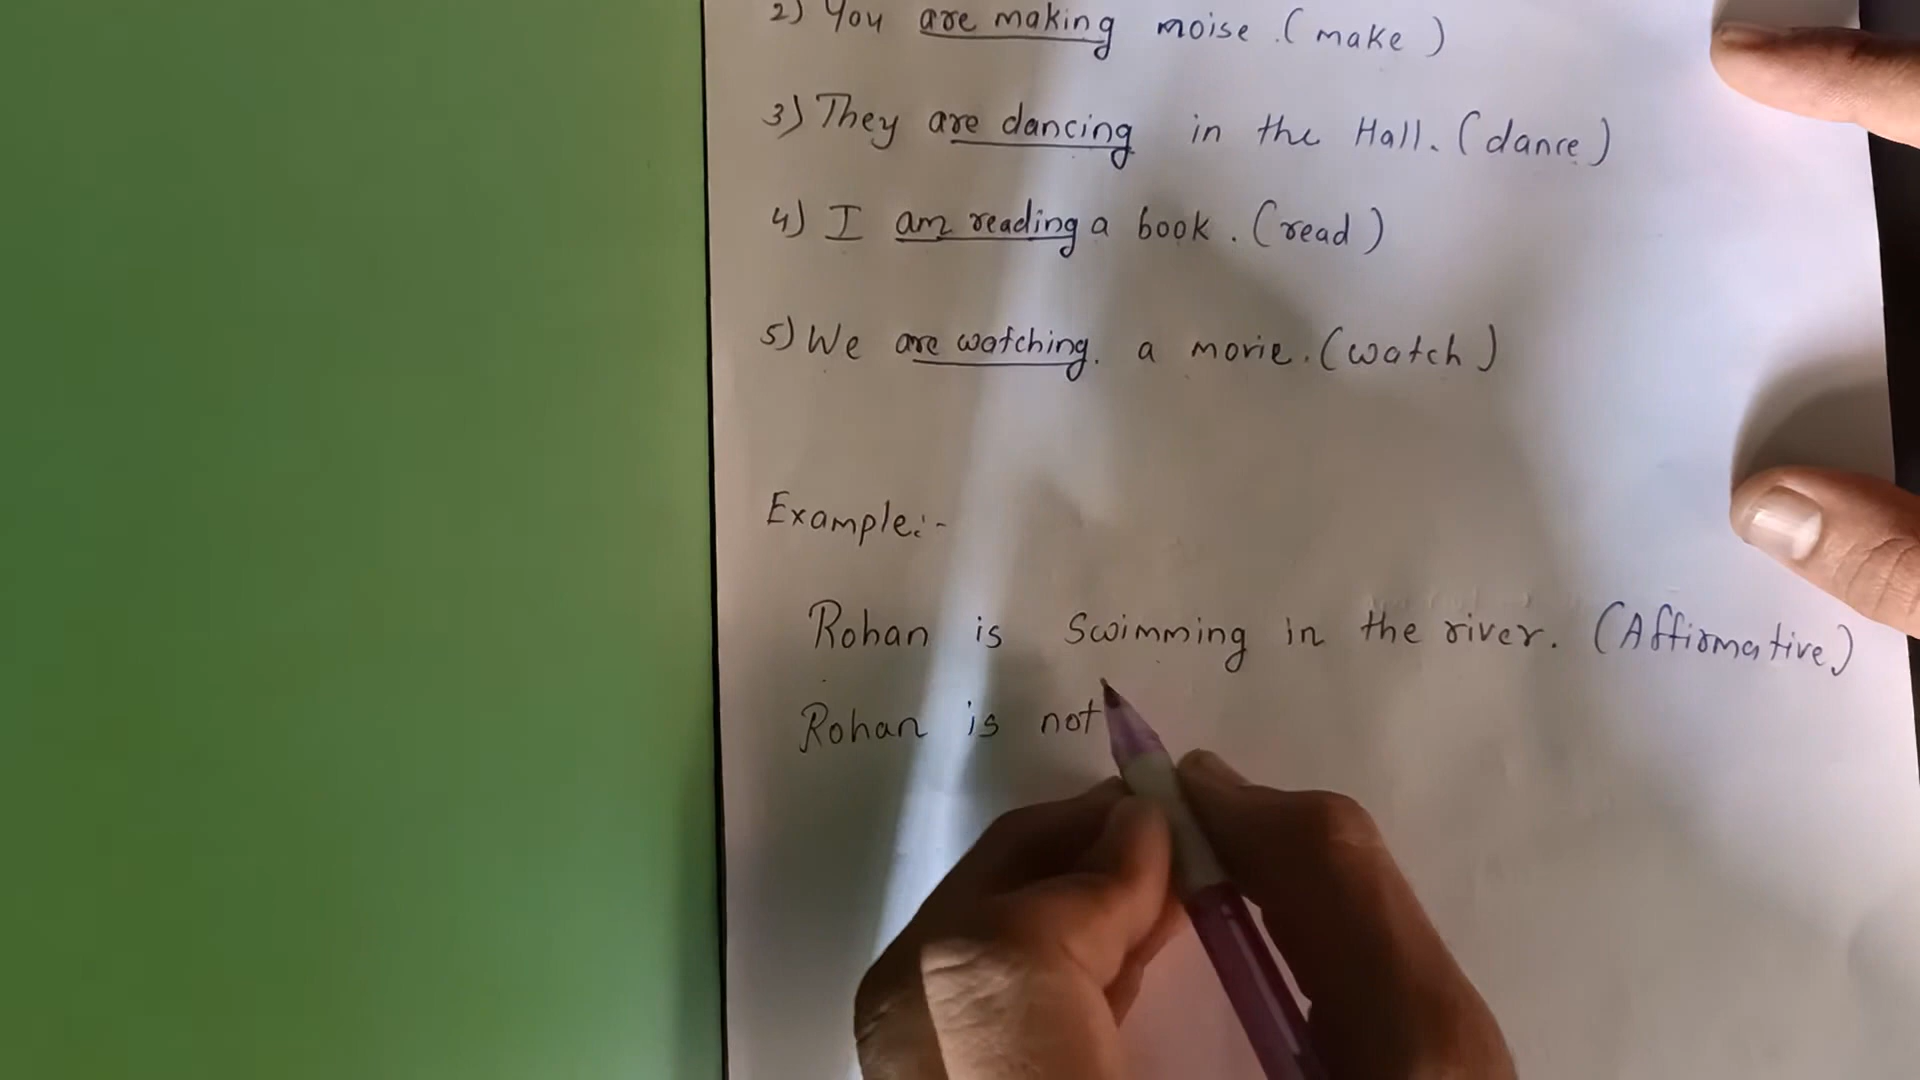 2) You are making noise. (make)
3) They are dancing in the Hall. (dance)
4) I am reading a book. (read)
5) We are watching. a movie. (watch)
Example:-
Rohan is Swimming in the river. (Affirmative)
Rohan is not